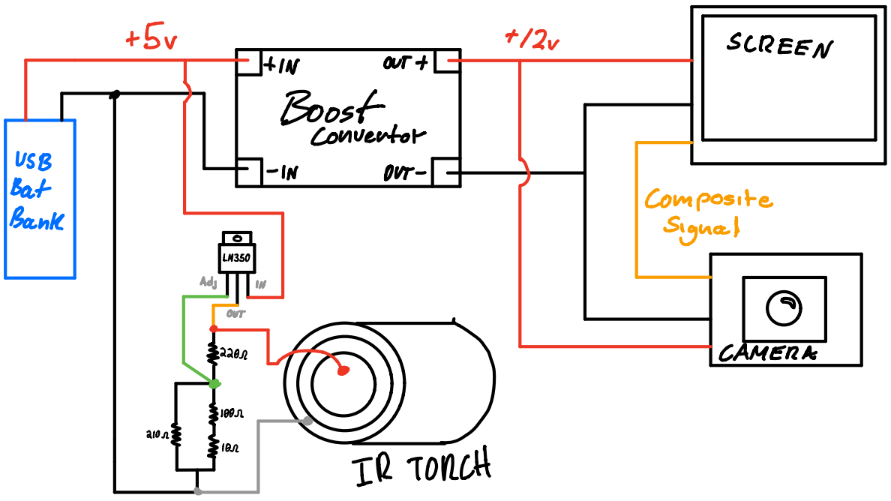 +5v
+12v
SCREEN
+IN
OUT+
Boost
Conventor
-IN
OUT-
USB
Bat
Bank
Composite
Signal
LM350
Adj
IN
OUT
220Ω
100Ω
210Ω
10Ω
CAMERA
IR TORCH